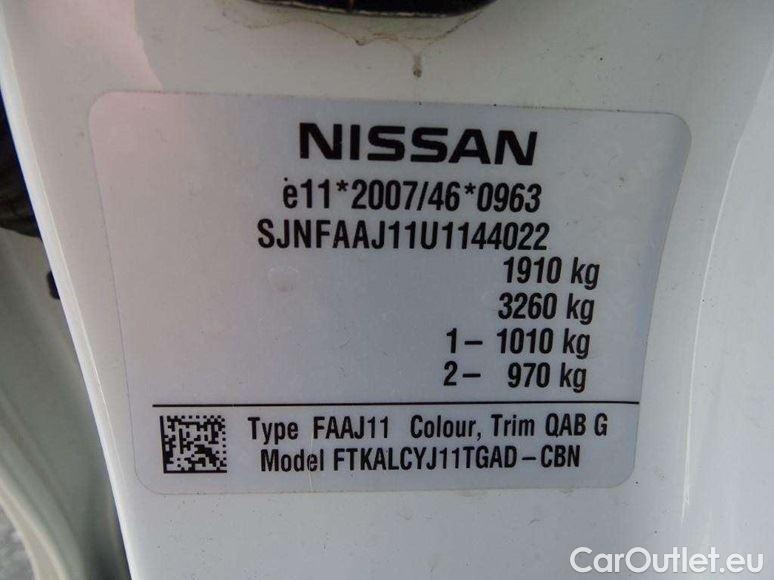 NISSAN
e11*2007/46*0963
SJNFAAJ11U1144022
1910 kg
3260 kg
1- 1010 kg
2- 970 kg
Type FAAJ11 Colour, Trim QAB G
Model FTKALCYJ11TGAD-CBN
CarOutlet.eu